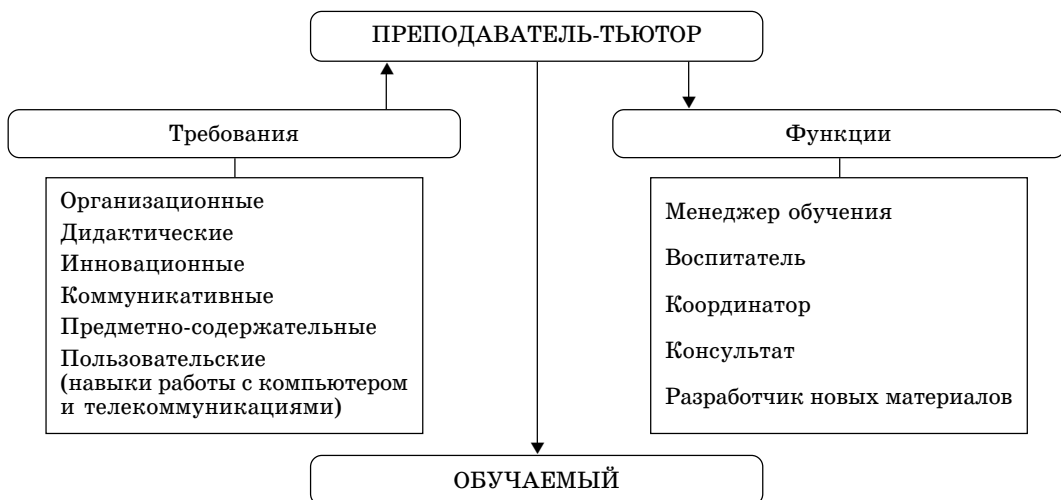 ПРЕПОДАВАТЕЛЬ-ТЬЮТОР
Требования
Организационные
Дидактические
Инновационные
Коммуникативные
Предметно-содержательные
Пользовательские
(навыки работы с компьютером
и телекоммуникациями)
Функции
Менеджер обучения
Воспитатель
Координатор
Консультат
Разработчик новых материалов
ОБУЧАЕМЫЙ